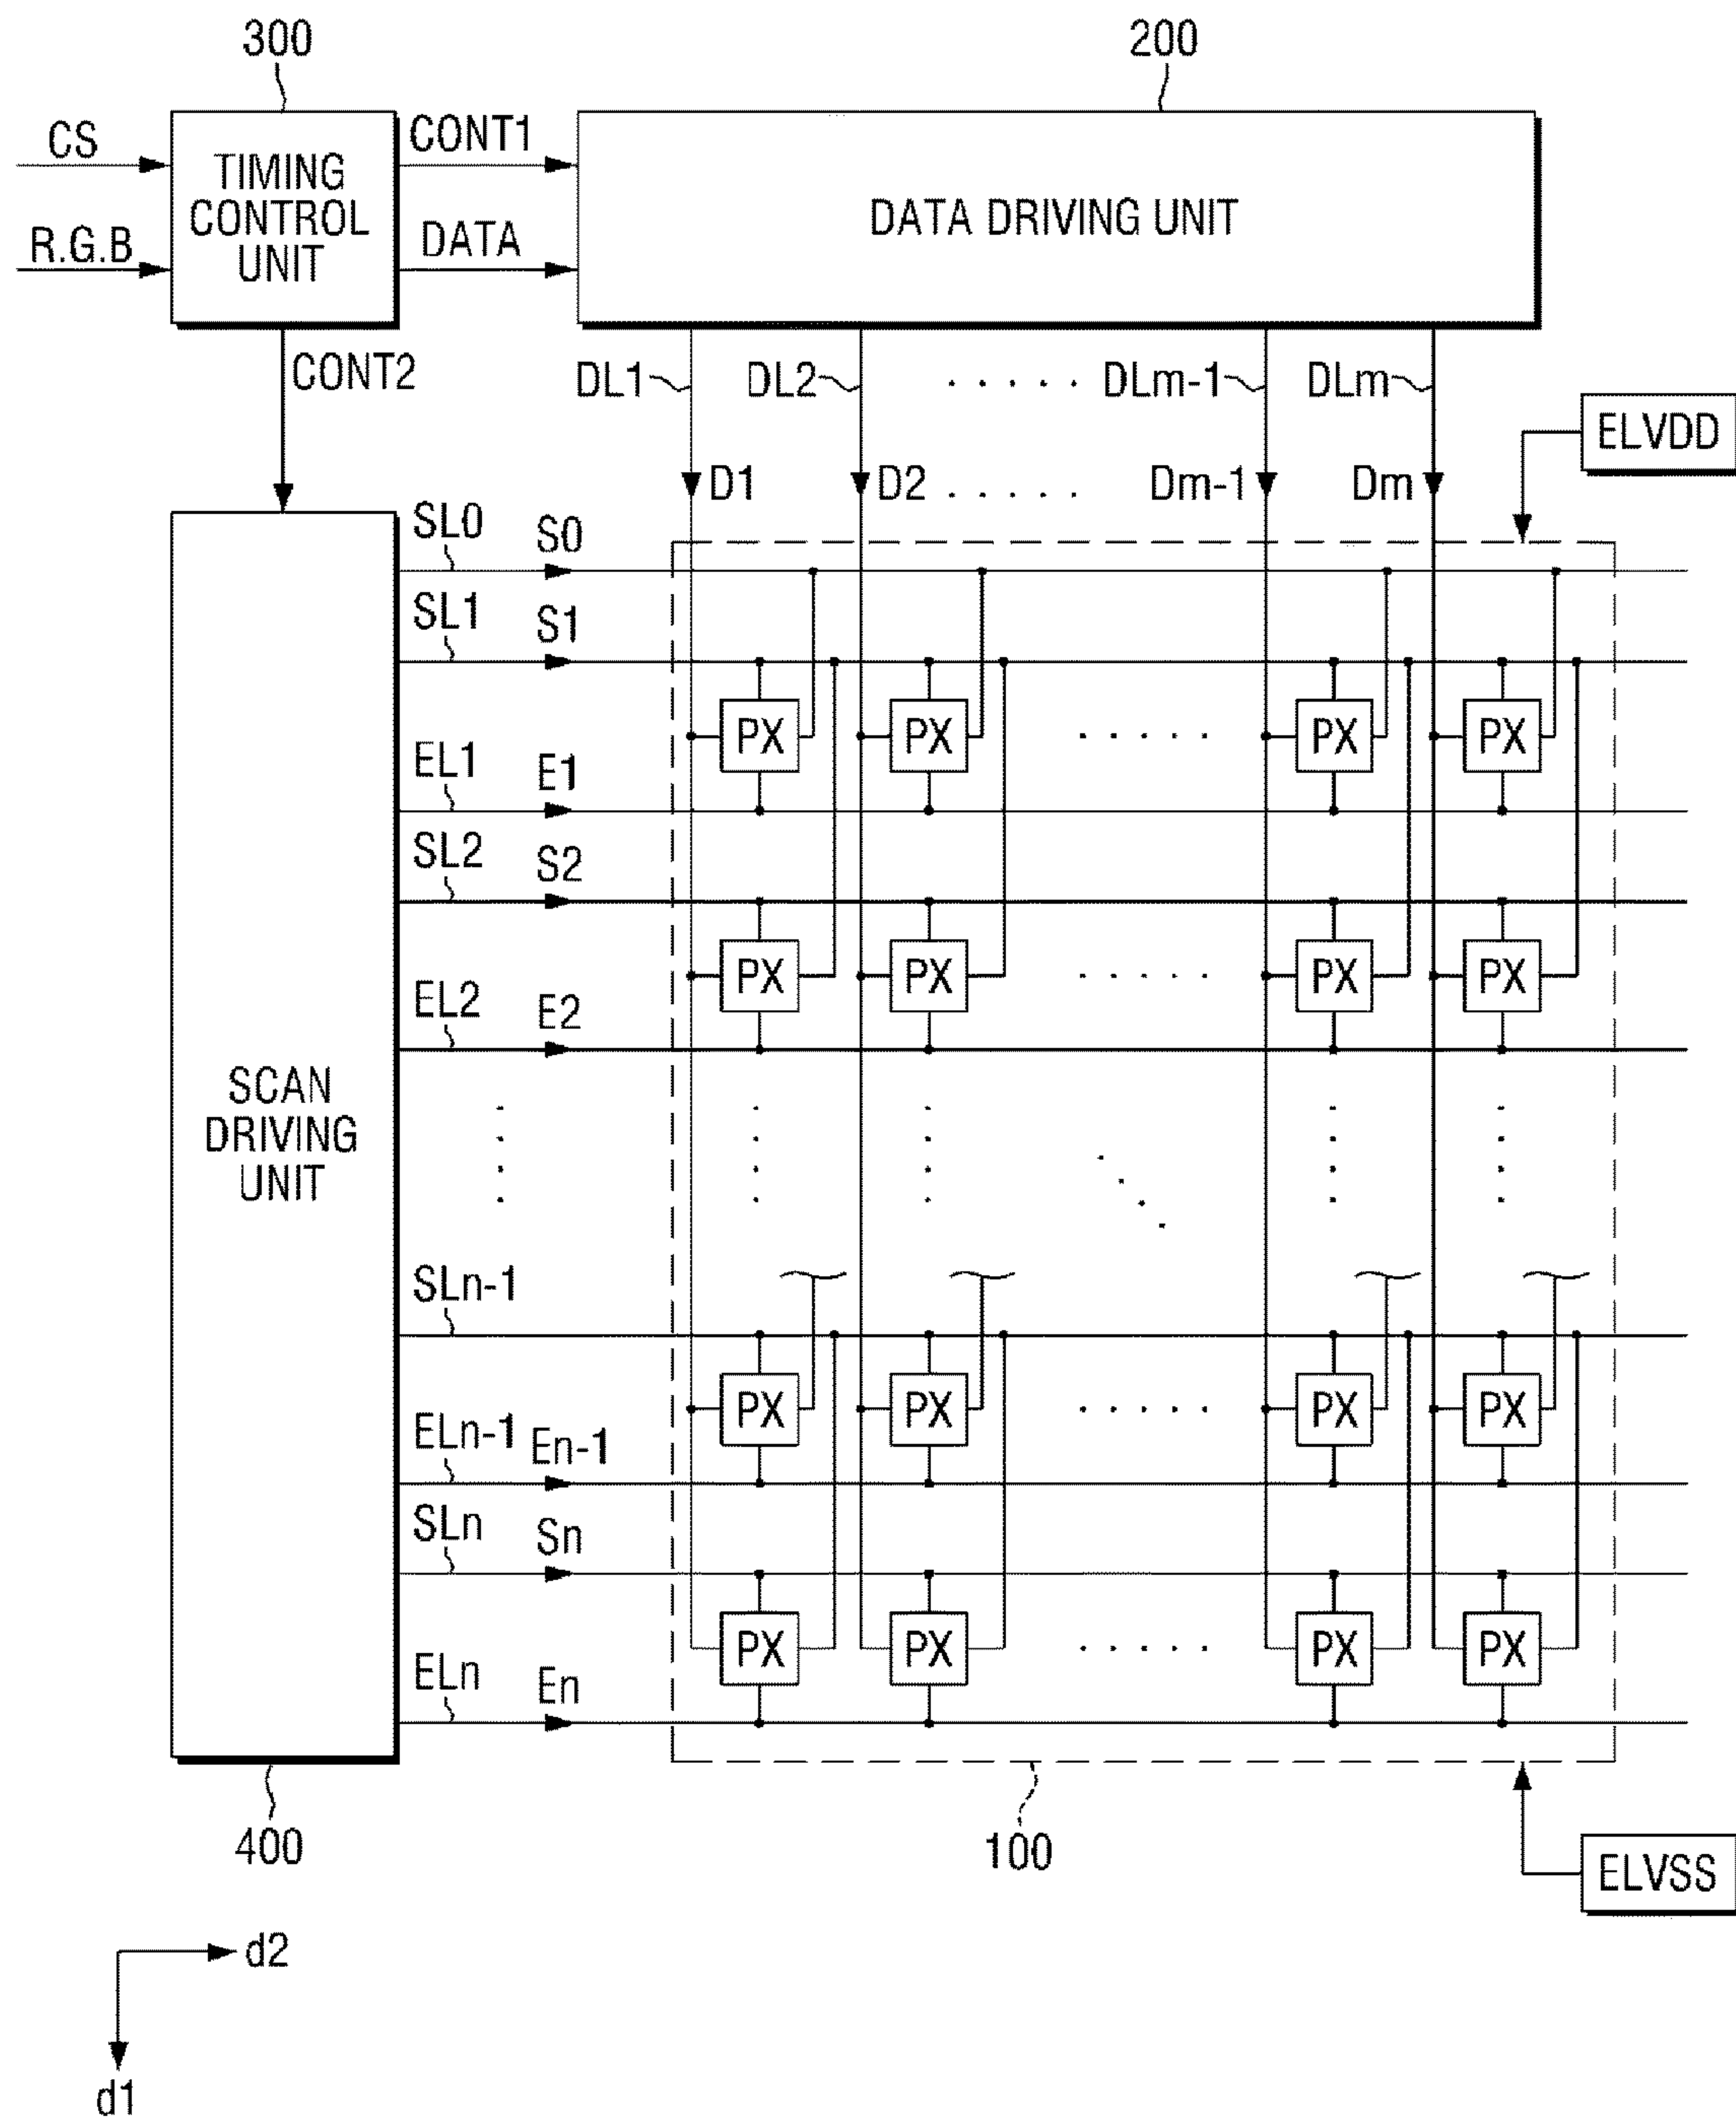 300
200
CS
R.G.B
TIMING
CONTROL
UNIT
CONT1
DATA
DATA DRIVING UNIT
CONT2
DL1
DL2
.....
DLm-1
DLm
ELVDD
D1
D2
.....
Dm-1
Dm
SL0
S0
SL1
S1
PX
PX
.....
PX
PX
EL1
E1
SL2
S2
PX
PX
.....
PX
PX
EL2
E2
SCAN
DRIVING
UNIT
SLn-1
PX
PX
.....
PX
PX
ELn-1
En-1
SLn
Sn
PX
PX
.....
PX
PX
ELn
En
400
100
ELVSS
d2
d1